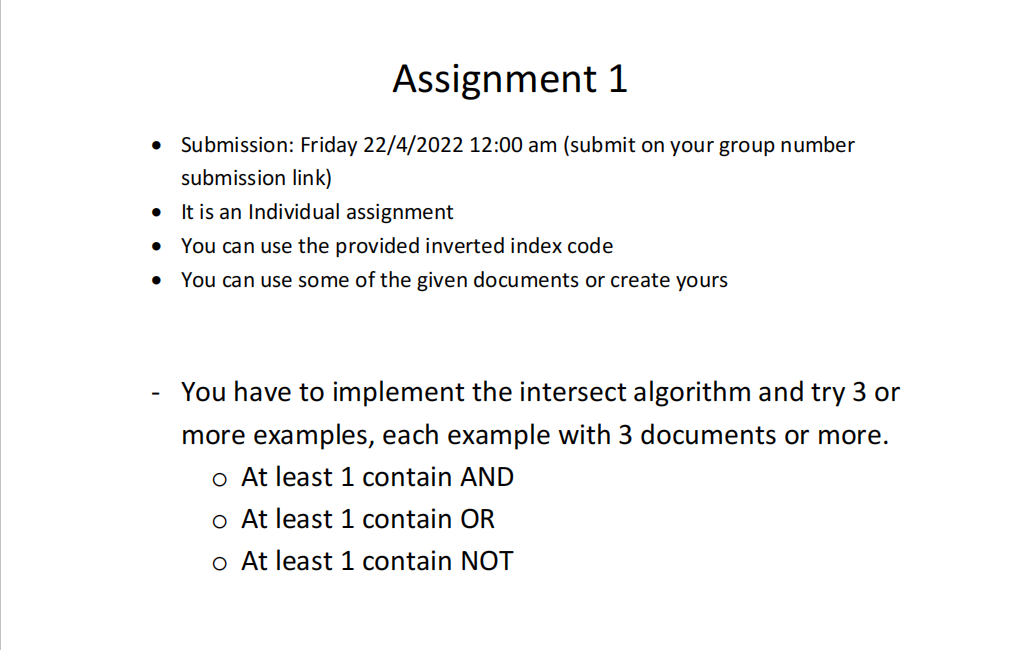 Assignment 1
• Submission: Friday 22/4/2022 12:00 am (submit on your group number
submission link)
• It is an Individual assignment
• You can use the provided inverted index code
• You can use some of the given documents or create yours
- You have to implement the intersect algorithm and try 3 or
more examples, each example with 3 documents or more.
o At least 1 contain AND
o At least 1 contain OR
o At least 1 contain NOT